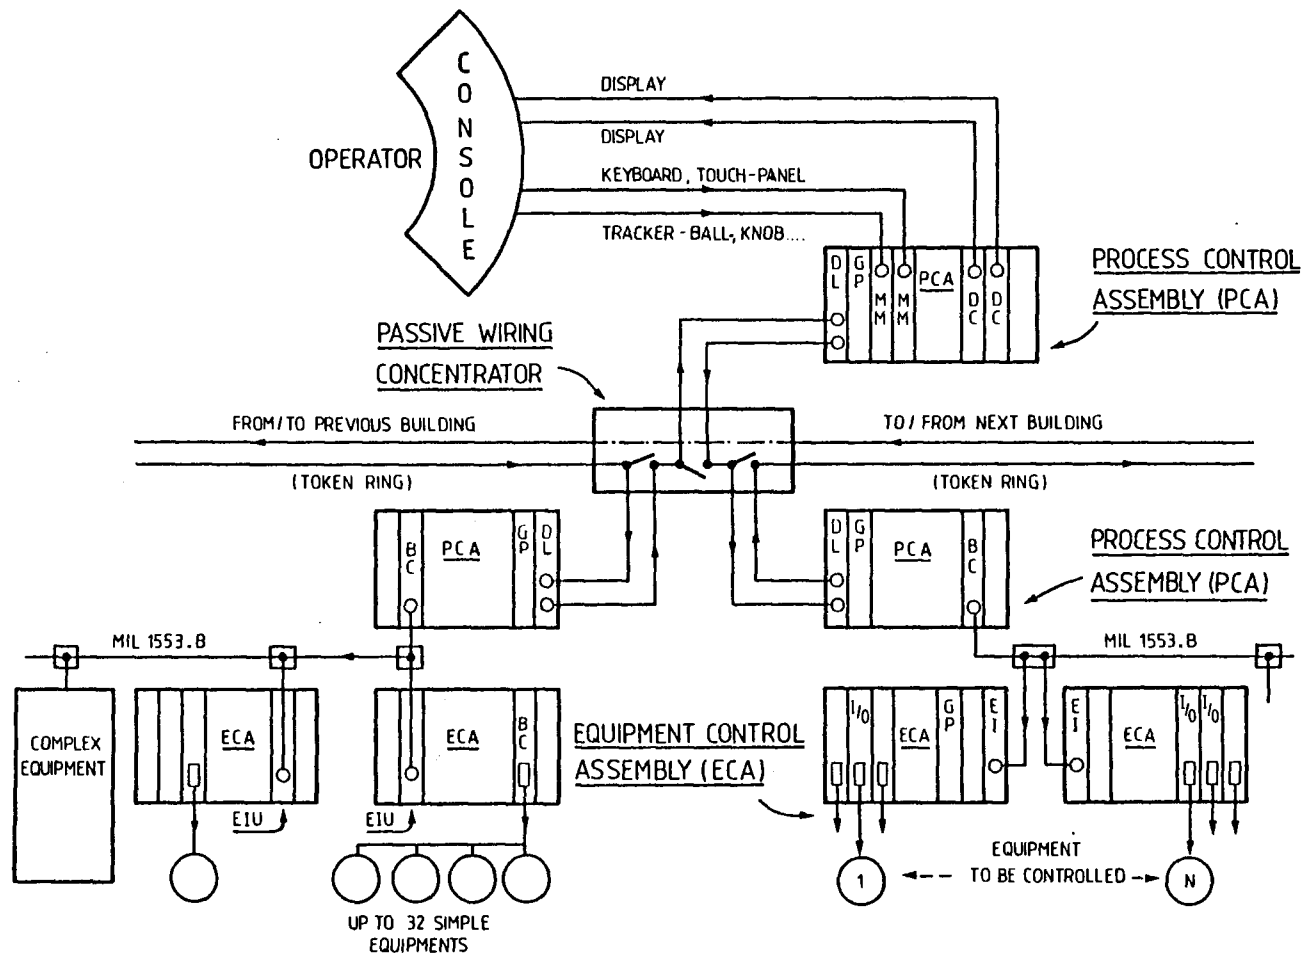 CONSOLE
OPERATOR
DISPLAY
DISPLAY
KEYBOARD, TOUCH-PANEL
TRACKER-BALL, KNOB....
DL GP MM MM PCA DC DC
PROCESS CONTROL
ASSEMBLY (PCA)
PASSIVE WIRING
CONCENTRATOR
FROM/TO PREVIOUS BUILDING
TO/FROM NEXT BUILDING
(TOKEN RING)
(TOKEN RING)
BC PCA GP DL
DL GP PCA BC
PROCESS CONTROL
ASSEMBLY (PCA)
MIL 1553.B
MIL 1553.B
COMPLEX
EQUIPMENT
ECA
EIU
ECA BC
EIU
EQUIPMENT CONTROL
ASSEMBLY (ECA)
I/O ECA GP EI
EI ECA I/O I/O
UP TO 32 SIMPLE
EQUIPMENTS
EQUIPMENT
TO BE CONTROLLED
1
N